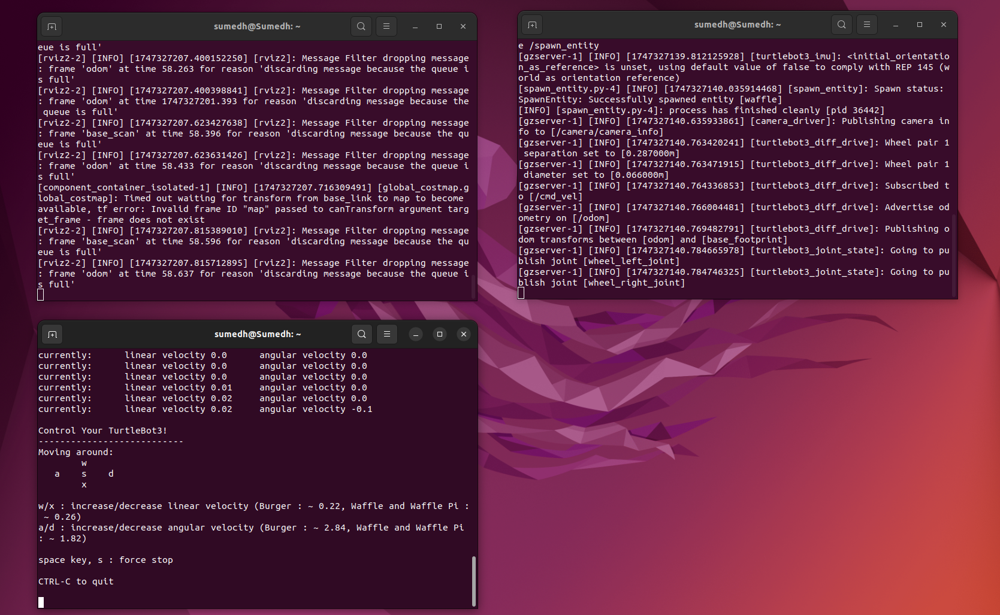 sumedh@Sumedh: ~
eue is full'
[rviz2-2] [INFO] [1747327207.400152250] [rviz2]: Message Filter dropping message
: frame 'odom' at time 58.263 for reason 'discarding message because the queue i
s full'
[rviz2-2] [INFO] [1747327207.400398841] [rviz2]: Message Filter dropping message
: frame 'odom' at time 1747327201.393 for reason 'discarding message because the
 queue is full'
[rviz2-2] [INFO] [1747327207.623427638] [rviz2]: Message Filter dropping message
: frame 'base_scan' at time 58.396 for reason 'discarding message because the qu
eue is full'
[rviz2-2] [INFO] [1747327207.623631426] [rviz2]: Message Filter dropping message
: frame 'odom' at time 58.433 for reason 'discarding message because the queue i
s full'
[component_container_isolated-1] [INFO] [1747327207.716309491] [global_costmap.g
lobal_costmap]: Timed out waiting for transform from base_link to map to become
available, tf error: Invalid frame ID "map" passed to canTransform argument targ
et_frame - frame does not exist
[rviz2-2] [INFO] [1747327207.815389010] [rviz2]: Message Filter dropping message
: frame 'base_scan' at time 58.596 for reason 'discarding message because the qu
eue is full'
[rviz2-2] [INFO] [1747327207.815712895] [rviz2]: Message Filter dropping message
: frame 'odom' at time 58.637 for reason 'discarding message because the queue i
s full'
sumedh@Sumedh: ~
e /spawn_entity
[gzserver-1] [INFO] [1747327139.812125928] [turtlebot3_imu]: <initial_orientatio
n_as_reference> is unset, using default value of false to comply with REP 145 (w
orld as orientation reference)
[spawn_entity.py-4] [INFO] [1747327140.035914468] [spawn_entity]: Spawn status:
SpawnEntity: Successfully spawned entity [waffle]
[INFO] [spawn_entity.py-4]: process has finished cleanly [pid 36442]
[gzserver-1] [INFO] [1747327140.635933861] [camera_driver]: Publishing camera in
fo to [/camera/camera_info]
[gzserver-1] [INFO] [1747327140.763420241] [turtlebot3_diff_drive]: Wheel pair 1
 separation set to [0.287000m]
[gzserver-1] [INFO] [1747327140.763471915] [turtlebot3_diff_drive]: Wheel pair 1
 diameter set to [0.066000m]
[gzserver-1] [INFO] [1747327140.764336853] [turtlebot3_diff_drive]: Subscribed t
o [/cmd_vel]
[gzserver-1] [INFO] [1747327140.766004481] [turtlebot3_diff_drive]: Advertise od
ometry on [/odom]
[gzserver-1] [INFO] [1747327140.769482791] [turtlebot3_diff_drive]: Publishing o
dom transforms between [odom] and [base_footprint]
[gzserver-1] [INFO] [1747327140.784665978] [turtlebot3_joint_state]: Going to pu
blish joint [wheel_left_joint]
[gzserver-1] [INFO] [1747327140.784746325] [turtlebot3_joint_state]: Going to pu
blish joint [wheel_right_joint]
sumedh@Sumedh: ~
currently:      linear velocity 0.0      angular velocity 0.0
currently:      linear velocity 0.0      angular velocity 0.0
currently:      linear velocity 0.0      angular velocity 0.0
currently:      linear velocity 0.01     angular velocity 0.0
currently:      linear velocity 0.02     angular velocity 0.0
currently:      linear velocity 0.02     angular velocity -0.1
Control Your TurtleBot3!
---------------------------
Moving around:
        w
   a    s    d
        x
w/x : increase/decrease linear velocity (Burger : ~ 0.22, Waffle and Waffle Pi :
 ~ 0.26)
a/d : increase/decrease angular velocity (Burger : ~ 2.84, Waffle and Waffle Pi
: ~ 1.82)
space key, s : force stop
CTRL-C to quit